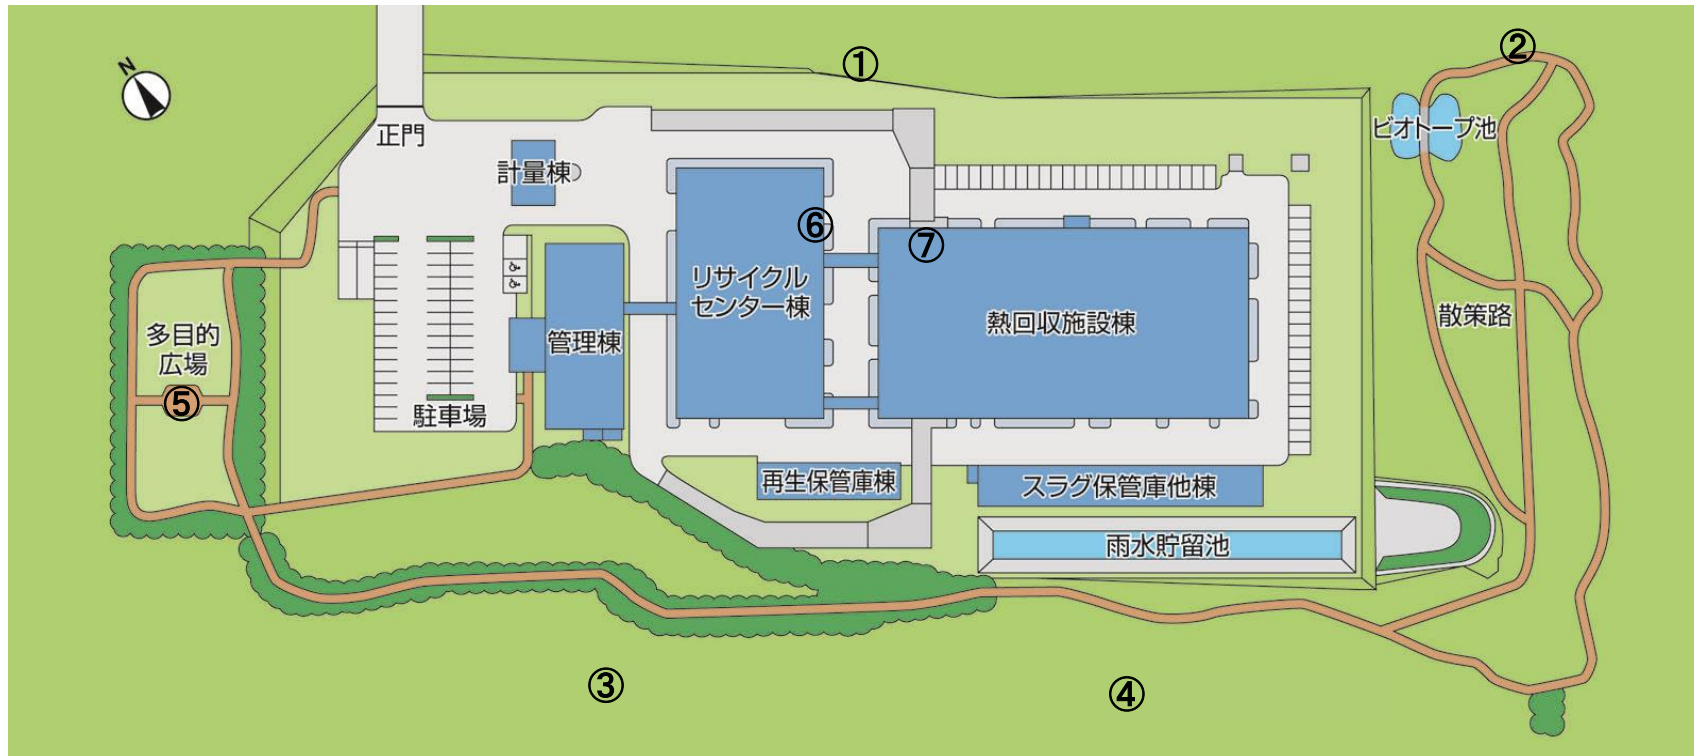 ①
②
N
正門
ビオトープ池
計量棟
⑥
⑦
リサイクル
センター棟
熱回収施設棟
散策路
多目的
広場
管理棟
⑤
駐車場
再生保管庫棟
スラグ保管庫他棟
雨水貯留池
③
④